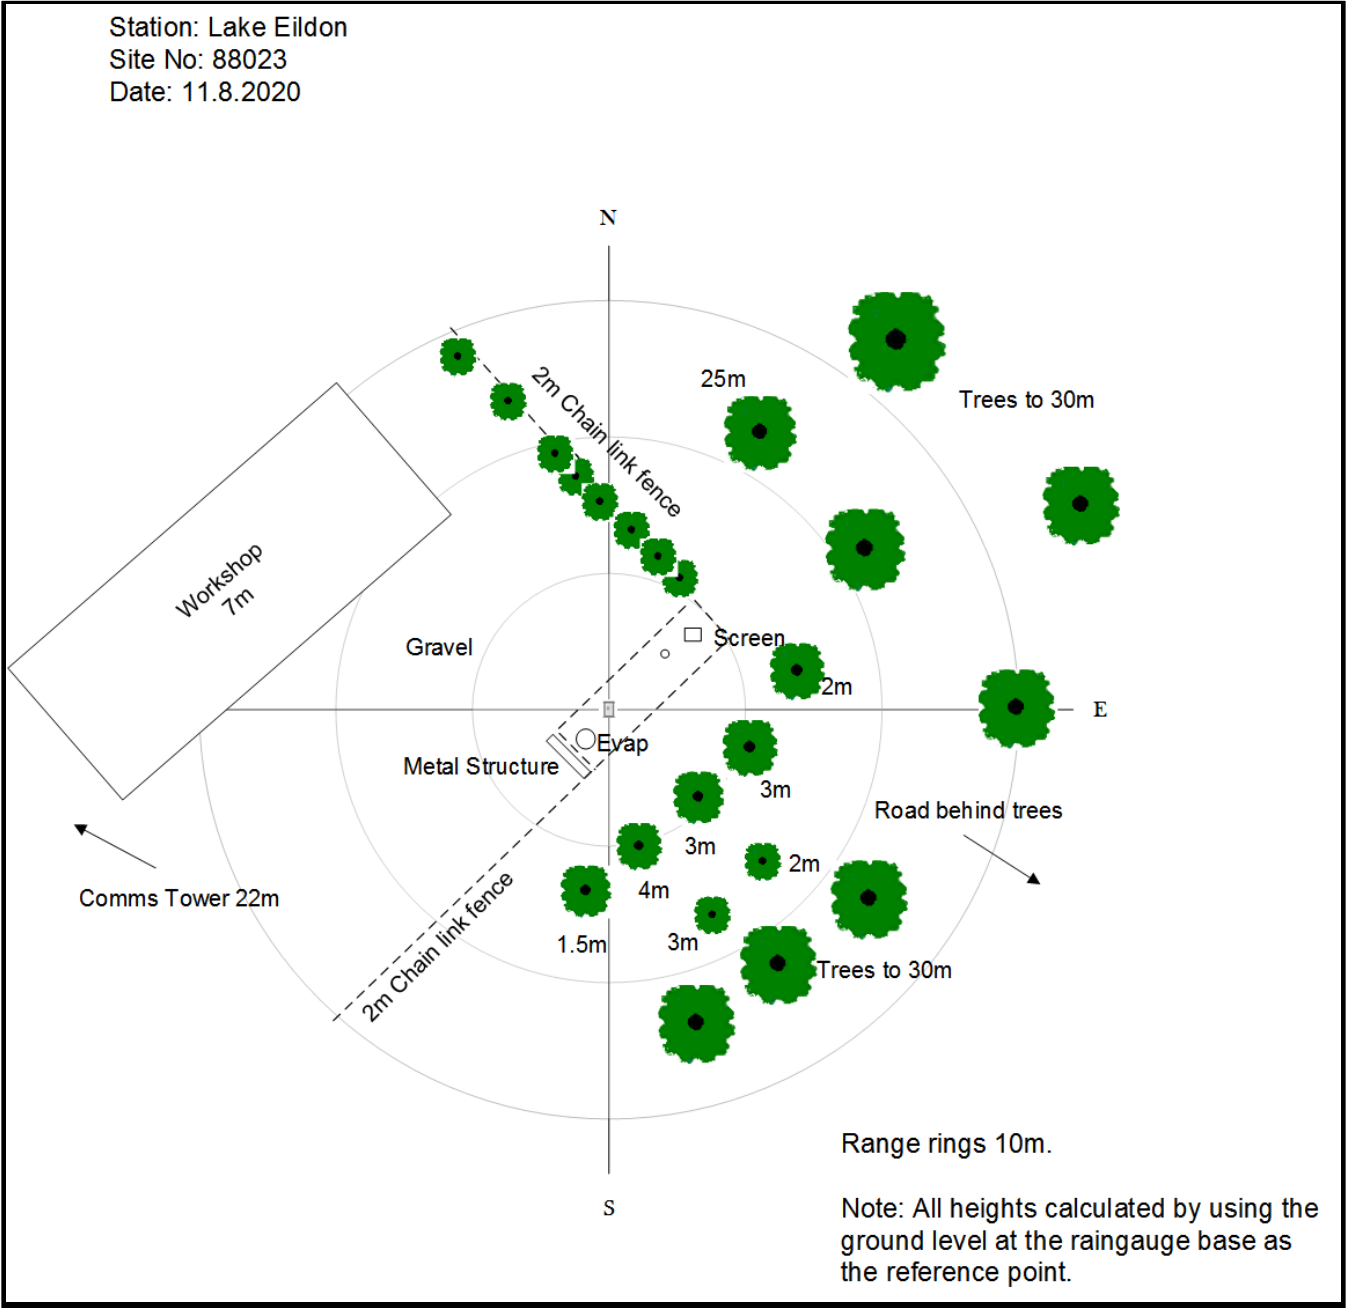 Station: Lake Eildon
Site No: 88023
Date: 11.8.2020
N
25m
2m Chain link fence
Trees to 30m
Workshop
7m
Gravel
Screen
2m
E
Evap
Metal Structure
3m
Road behind trees
3m
2m
4m
Comms Tower 22m
2m Chain link fence
3m
1.5m
Trees to 30m
Range rings 10m.
S
Note: All heights calculated by using the
ground level at the raingauge base as
the reference point.